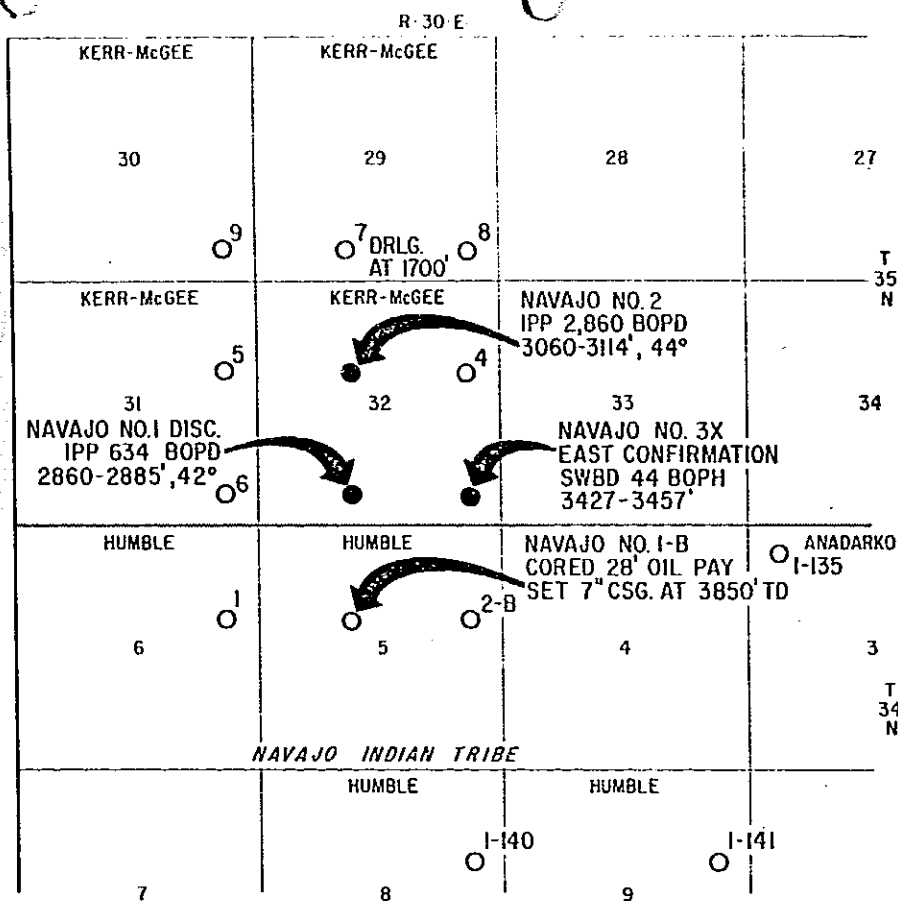 R-30-E
KERR-McGEE
KERR-McGEE
30
29
28
27
9
7 DRLG.
AT 1700'
8
T
35
N
KERR-McGEE
KERR-McGEE
NAVAJO NO. 2
IPP 2,860 BOPD
3060-3114', 44°
5
4
31
32
33
34
NAVAJO NO.1 DISC.
IPP 634 BOPD
2860-2885', 42°
NAVAJO NO. 3X
EAST CONFIRMATION
SWBD 44 BOPH
3427-3457'
6
HUMBLE
HUMBLE
NAVAJO NO. 1-B
CORED 28' OIL PAY
SET 7" CSG. AT 3850' TD
ANADARKO
1-135
1
2-B
6
5
4
3
T
34
N
NAVAJO INDIAN TRIBE
HUMBLE
HUMBLE
1-140
1-141
7
8
9